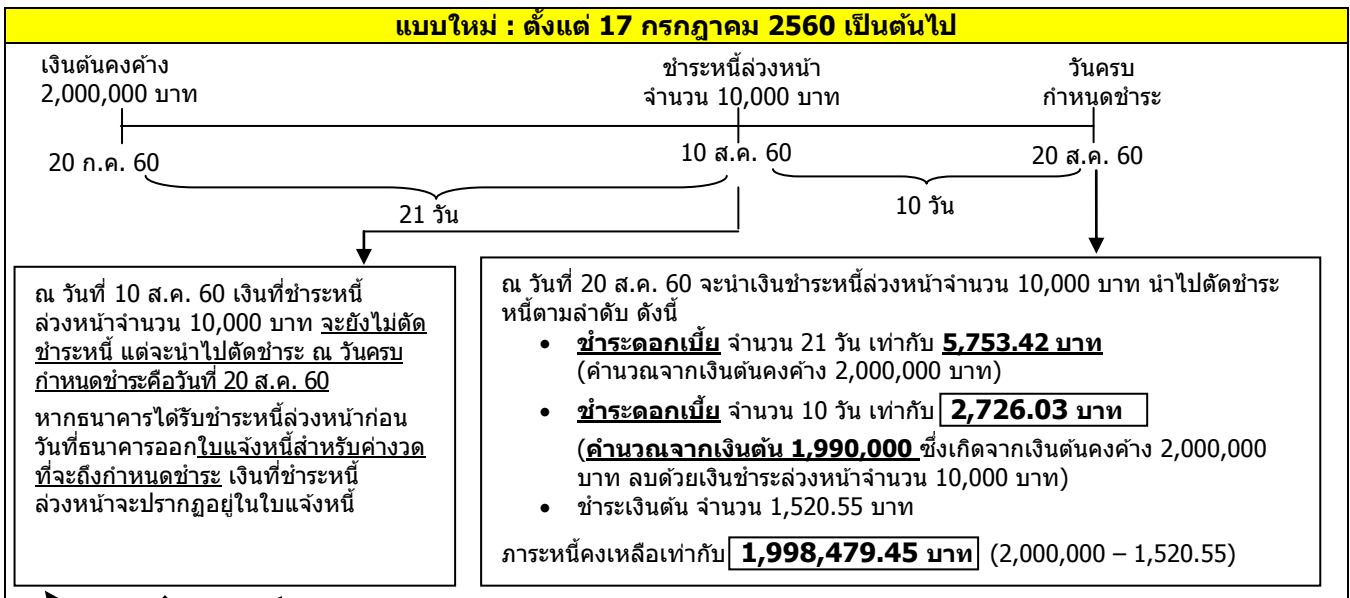 แบบใหม่ : ตั้งแต่ 17 กรกฎาคม 2560 เป็นต้นไป
เงินต้นคงค้าง
2,000,000 บาท
ชำระหนี้ล่วงหน้า
จำนวน 10,000 บาท
วันครบ
กำหนดชำระ
20 ก.ค. 60
10 ส.ค. 60
20 ส.ค. 60
21 วัน
10 วัน
ณ วันที่ 10 ส.ค. 60 เงินที่ชำระหนี้
ล่วงหน้าจำนวน 10,000 บาท จะยังไม่ตัด
ชำระหนี้ แต่จะนำไปตัดชำระ ณ วันครบ
กำหนดชำระคือวันที่ 20 ส.ค. 60
หากธนาคารได้รับชำระหนี้ล่วงหน้าก่อน
วันที่ธนาคารออกใบแจ้งหนี้สำหรับค่างวด
ที่จะถึงกำหนดชำระ เงินที่ชำระหนี้
ล่วงหน้าจะปรากฏอยู่ในใบแจ้งหนี้
ณ วันที่ 20 ส.ค. 60 จะนำเงินชำระหนี้ล่วงหน้าจำนวน 10,000 บาท นำไปตัดชำระ
หนี้ตามลำดับ ดังนี้
• ชำระดอกเบี้ย จำนวน 21 วัน เท่ากับ 5,753.42 บาท
(คำนวณจากเงินต้นคงค้าง 2,000,000 บาท)
• ชำระดอกเบี้ย จำนวน 10 วัน เท่ากับ 2,726.03 บาท
(คำนวณจากเงินต้น 1,990,000 ซึ่งเกิดจากเงินต้นคงค้าง 2,000,000
บาท ลบด้วยเงินชำระล่วงหน้าจำนวน 10,000 บาท)
• ชำระเงินต้น จำนวน 1,520.55 บาท
ภาระหนี้คงเหลือเท่ากับ 1,998,479.45 บาท (2,000,000 – 1,520.55)